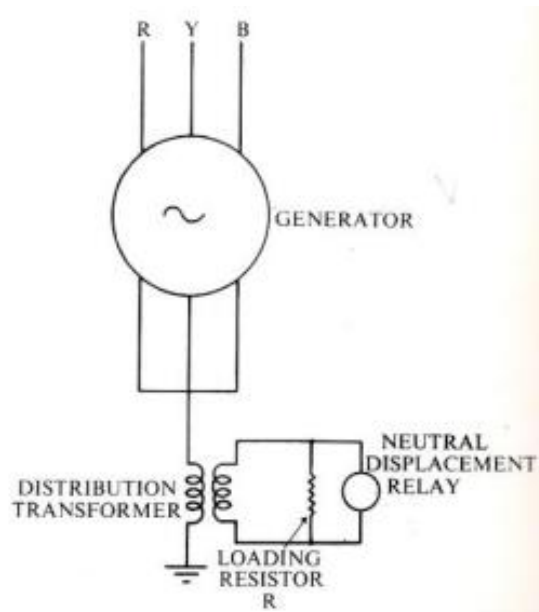 R Y B
GENERATOR
DISTRIBUTION
TRANSFORMER
LOADING
RESISTOR
R
NEUTRAL
DISPLACEMENT
RELAY